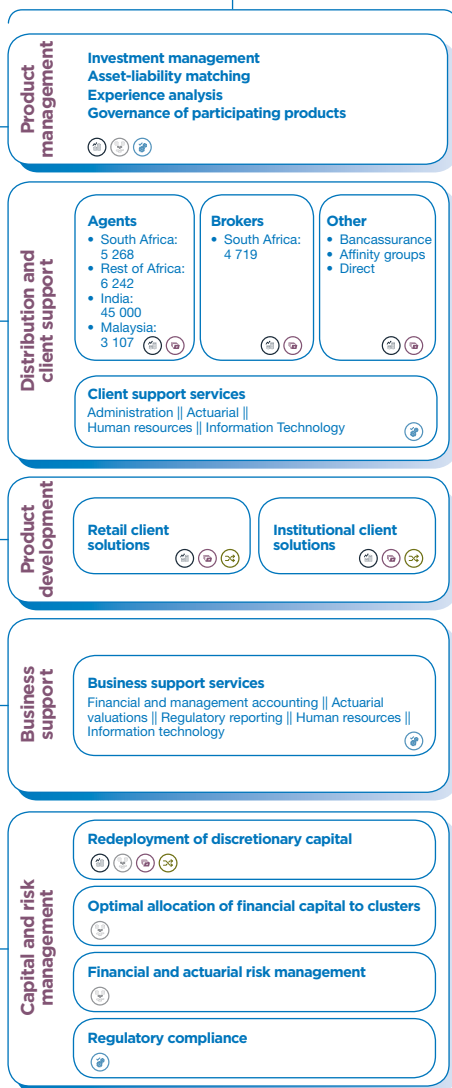 Product
management
Investment management
Asset-liability matching
Experience analysis
Governance of participating products
Distribution and
client support
Agents
• South Africa:
5 268
• Rest of Africa:
6 242
• India:
45 000
• Malaysia:
3 107
Brokers
• South Africa:
4 719
Other
• Bancassurance
• Affinity groups
• Direct
Client support services
Administration || Actuarial ||
Human resources || Information Technology
Product
development
Retail client
solutions
Institutional client
solutions
Business
support
Business support services
Financial and management accounting || Actuarial
valuations || Regulatory reporting || Human resources ||
Information technology
Capital and risk
management
Redeployment of discretionary capital
Optimal allocation of financial capital to clusters
Financial and actuarial risk management
Regulatory compliance